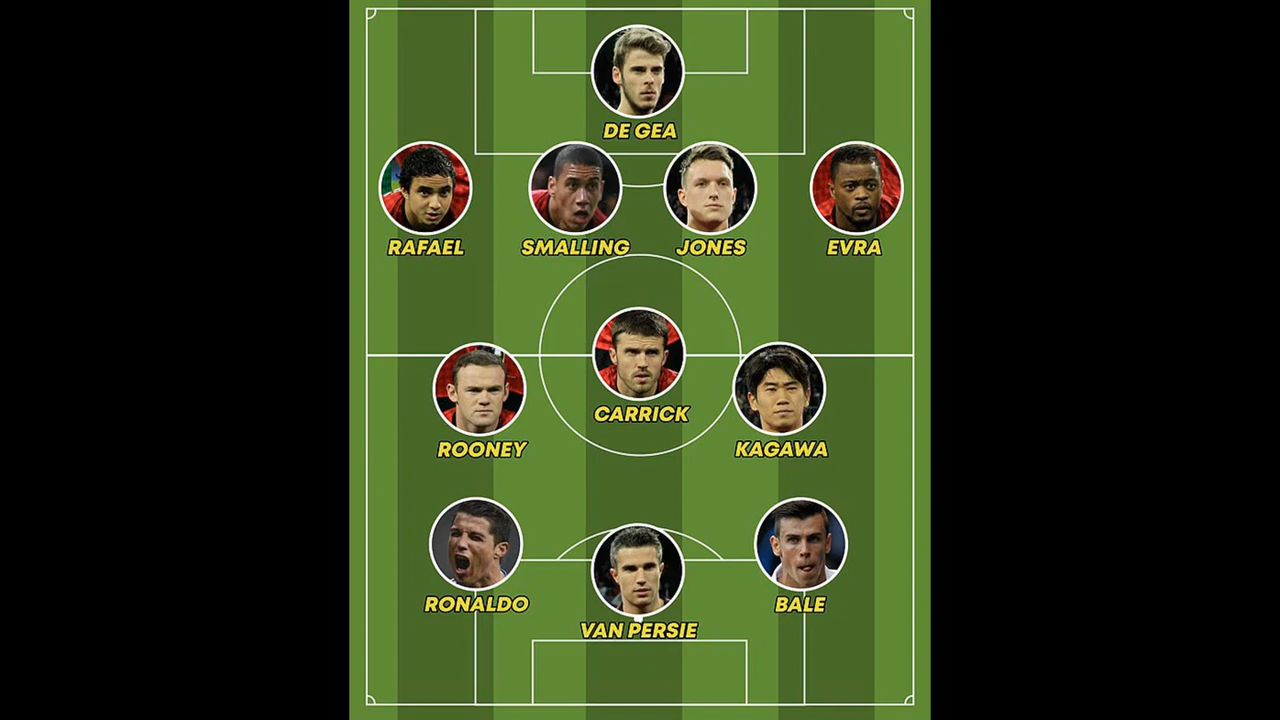 DE GEA
RAFAEL
SMALLING
JONES
EVRA
CARRICK
ROONEY
KAGAWA
RONALDO
BALE
VAN PERSIE